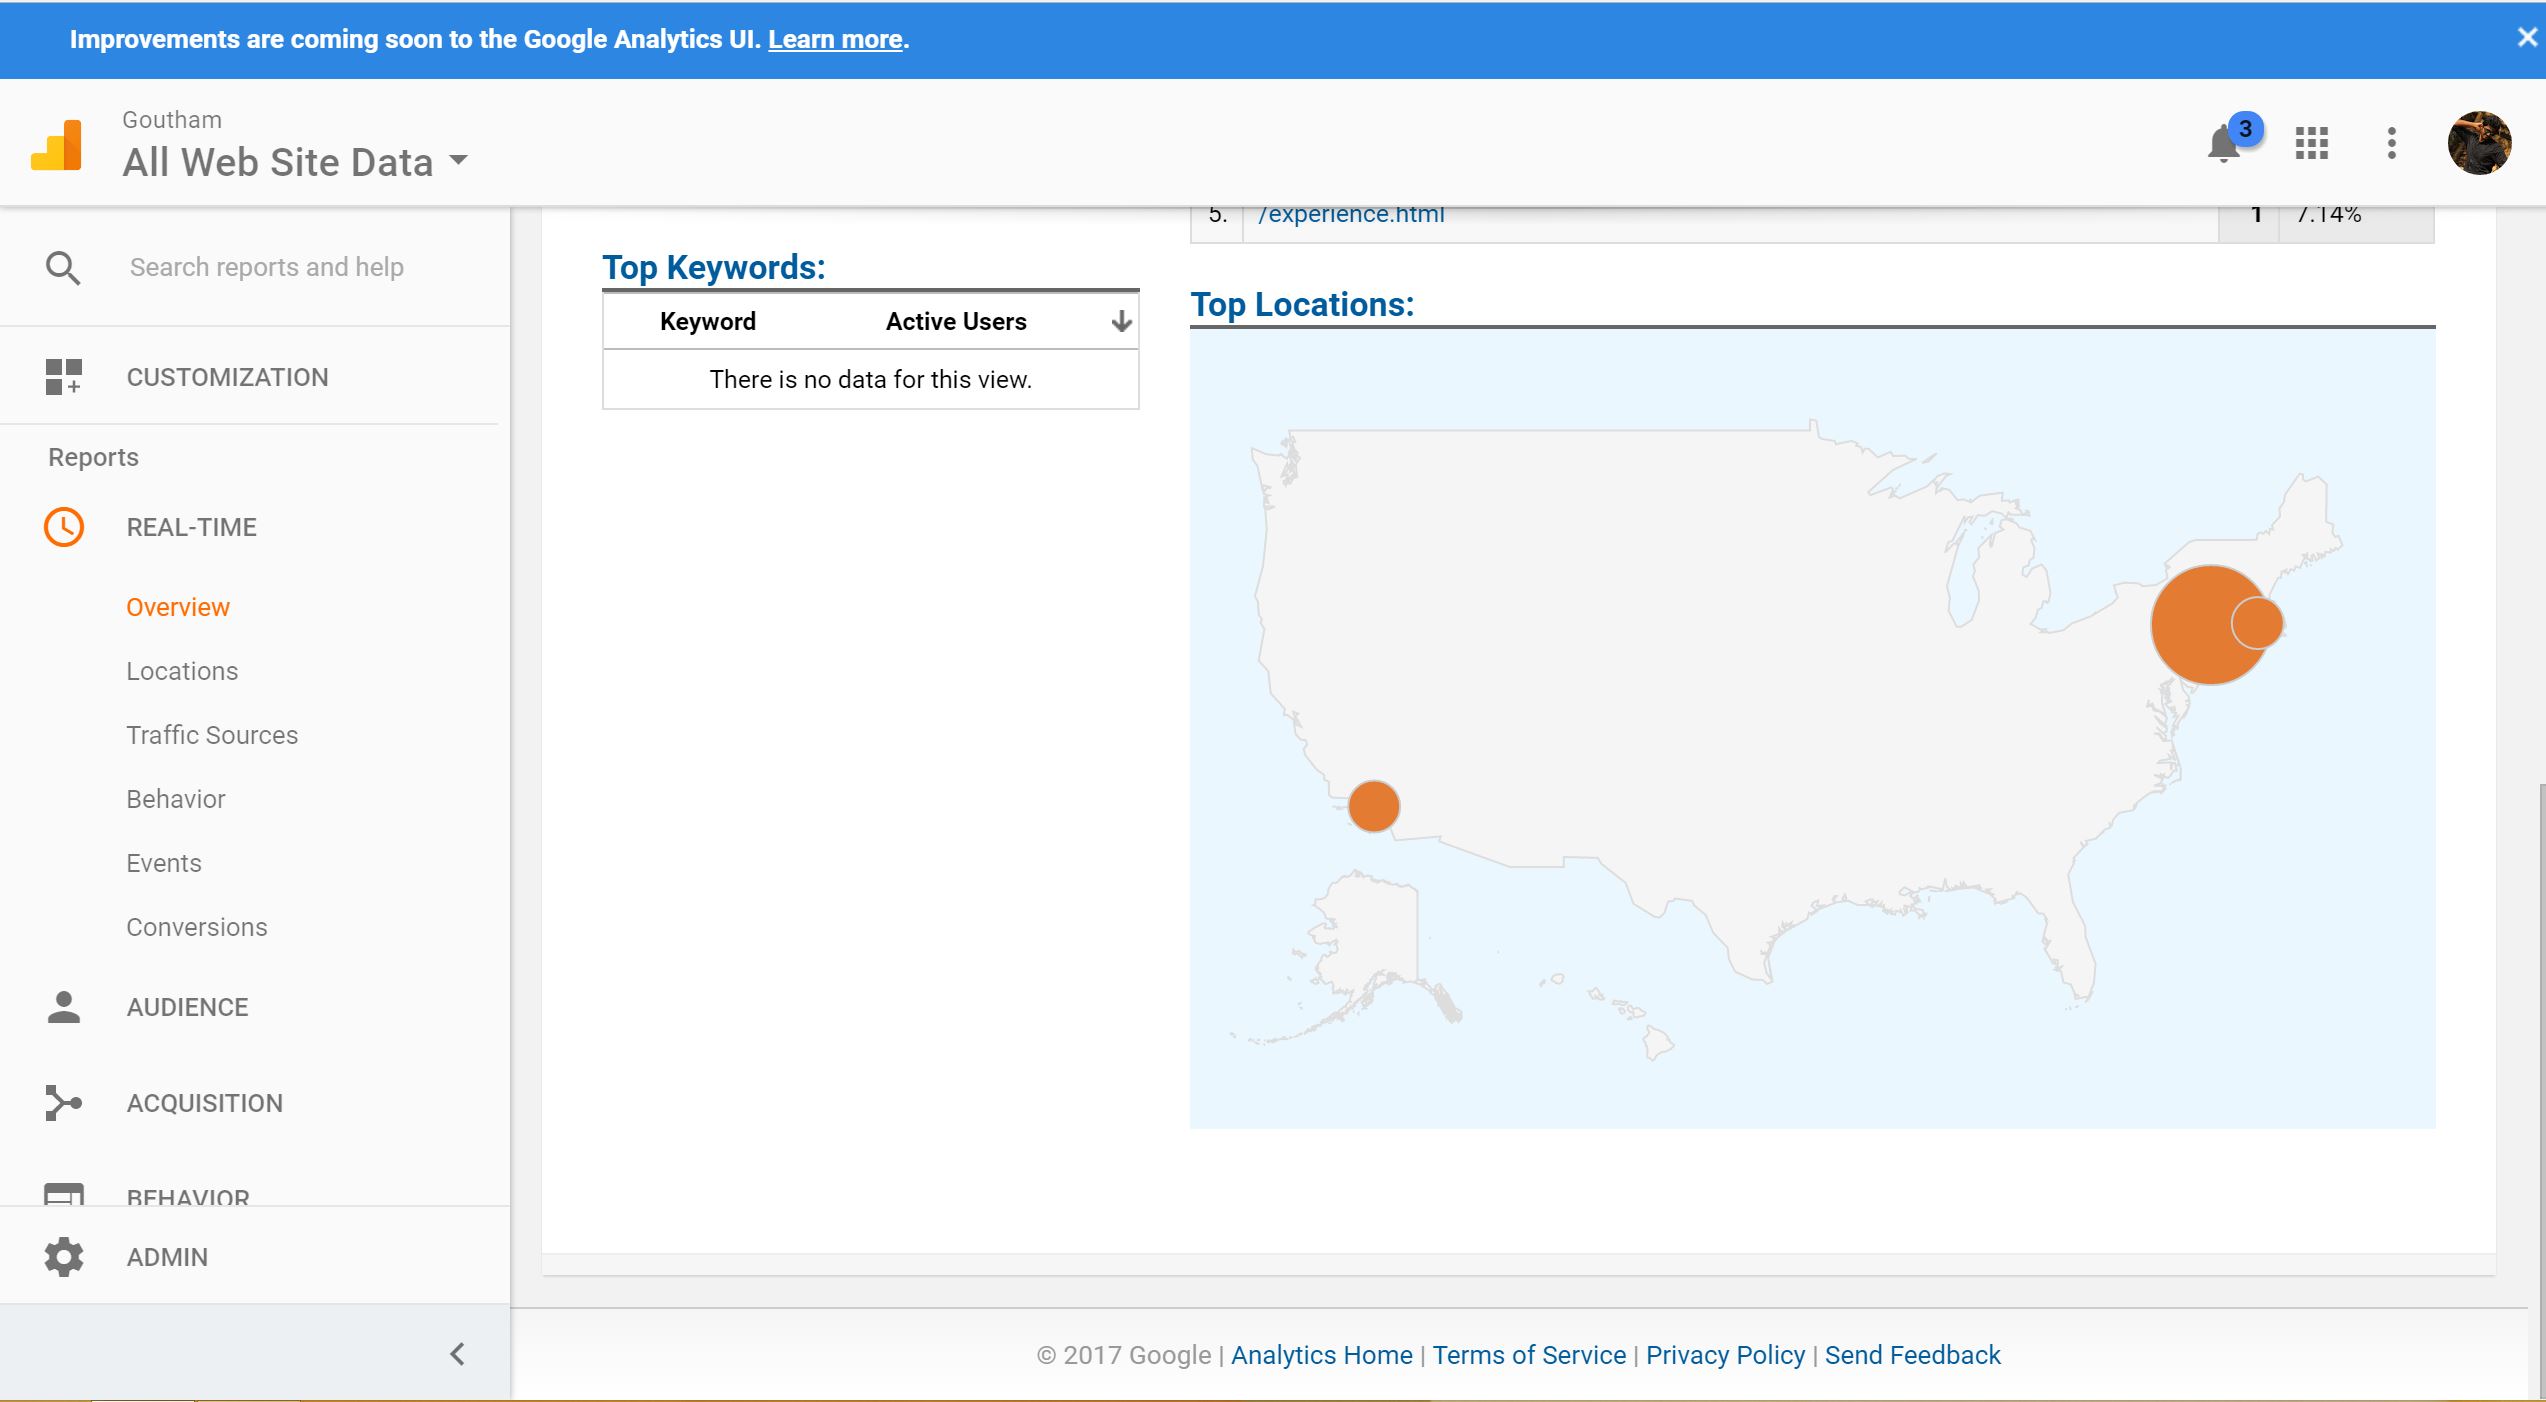 Improvements are coming soon to the Google Analytics UI. Learn more.
Goutham
All Web Site Data
3
Search reports and help
CUSTOMIZATION
Reports
REAL-TIME
Overview
Locations
Traffic Sources
Behavior
Events
Conversions
AUDIENCE
ACQUISITION
BEHAVIOR
ADMIN
5. /experience.html 1 7.14%
Top Keywords:
Keyword Active Users
There is no data for this view.
Top Locations:
© 2017 Google | Analytics Home | Terms of Service | Privacy Policy | Send Feedback